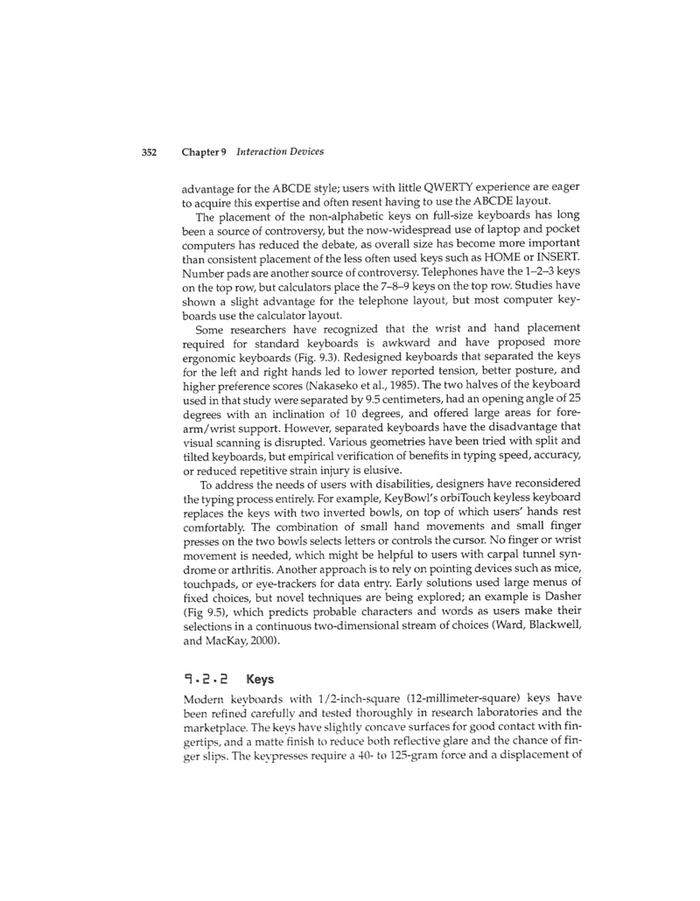 352 Chapter 9 Interaction Devices
advantage for the ABCDE style; users with little QWERTY experience are eager
to acquire this expertise and often resent having to use the ABCDE layout.
The placement of the non-alphabetic keys on full-size keyboards has long
been a source of controversy, but the now-widespread use of laptop and pocket
computers has reduced the debate, as overall size has become more important
than consistent placement of the less often used keys such as HOME or INSERT.
Number pads are another source of controversy. Telephones have the 1–2–3 keys
on the top row, but calculators place the 7–8–9 keys on the top row. Studies have
shown a slight advantage for the telephone layout, but most computer key-
boards use the calculator layout.
Some researchers have recognized that the wrist and hand placement
required for standard keyboards is awkward and have proposed more
ergonomic keyboards (Fig. 9.3). Redesigned keyboards that separated the keys
for the left and right hands led to lower reported tension, better posture, and
higher preference scores (Nakaseko et al., 1985). The two halves of the keyboard
used in that study were separated by 9.5 centimeters, had an opening angle of 25
degrees with an inclination of 10 degrees, and offered large areas for fore-
arm/wrist support. However, separated keyboards have the disadvantage that
visual scanning is disrupted. Various geometries have been tried with split and
tilted keyboards, but empirical verification of benefits in typing speed, accuracy,
or reduced repetitive strain injury is elusive.
To address the needs of users with disabilities, designers have reconsidered
the typing process entirely. For example, KeyBowl's orbiTouch keyless keyboard
replaces the keys with two inverted bowls, on top of which users' hands rest
comfortably. The combination of small hand movements and small finger
presses on the two bowls selects letters or controls the cursor. No finger or wrist
movement is needed, which might be helpful to users with carpal tunnel syn-
drome or arthritis. Another approach is to rely on pointing devices such as mice,
touchpads, or eye-trackers for data entry. Early solutions used large menus of
fixed choices, but novel techniques are being explored; an example is Dasher
(Fig 9.5), which predicts probable characters and words as users make their
selections in a continuous two-dimensional stream of choices (Ward, Blackwell,
and MacKay, 2000).
9.2.2 Keys
Modern keyboards with 1/2-inch-square (12-millimeter-square) keys have
been refined carefully and tested thoroughly in research laboratories and the
marketplace. The keys have slightly concave surfaces for good contact with fin-
gertips, and a matte finish to reduce both reflective glare and the chance of fin-
ger slips. The keypresses require a 40- to 125-gram force and a displacement of